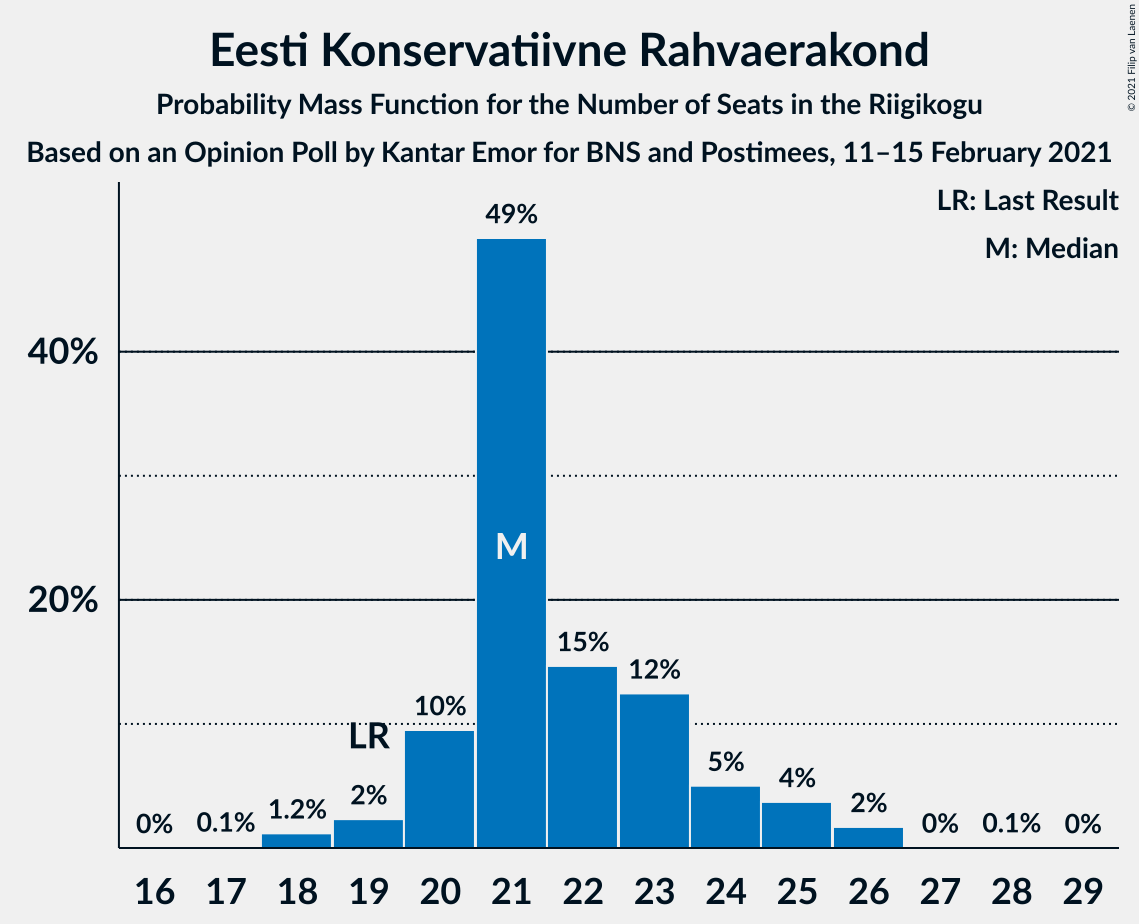 Eesti Konservatiivne Rahvaerakond
Probability Mass Function for the Number of Seats in the Riigikogu
Based on an Opinion Poll by Kantar Emor for BNS and Postimees, 11–15 February 2021
© 2021 Filip van Laenen
LR: Last Result
M: Median
49%
40%
M
20%
15%
12%
10%
LR
5%
4%
2%
2%
1.2%
0%
0.1%
0%
0.1%
0%
16 17 18 19 20 21 22 23 24 25 26 27 28 29